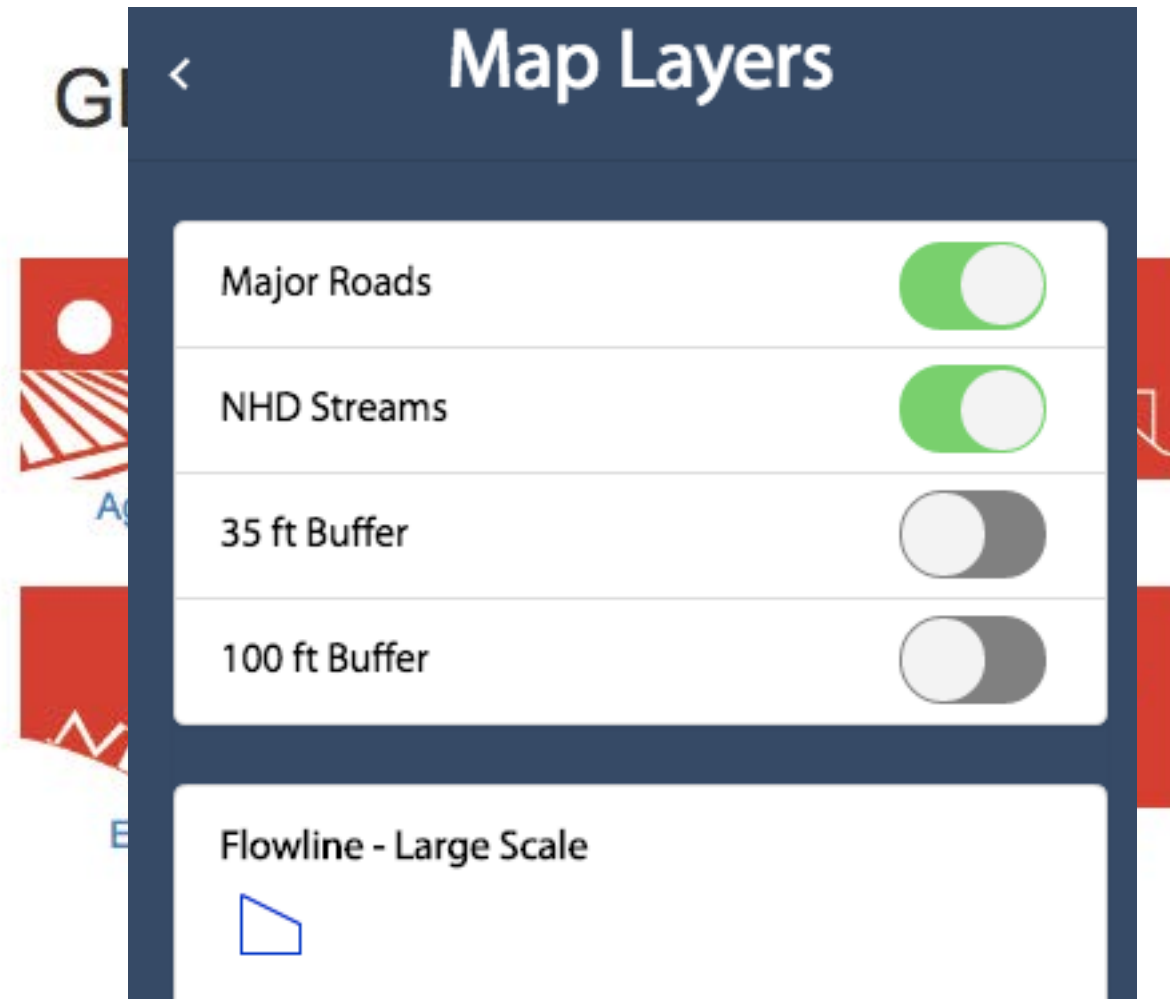 Map Layers
Major Roads
NHD Streams
35 ft Buffer
100 ft Buffer
Flowline - Large Scale